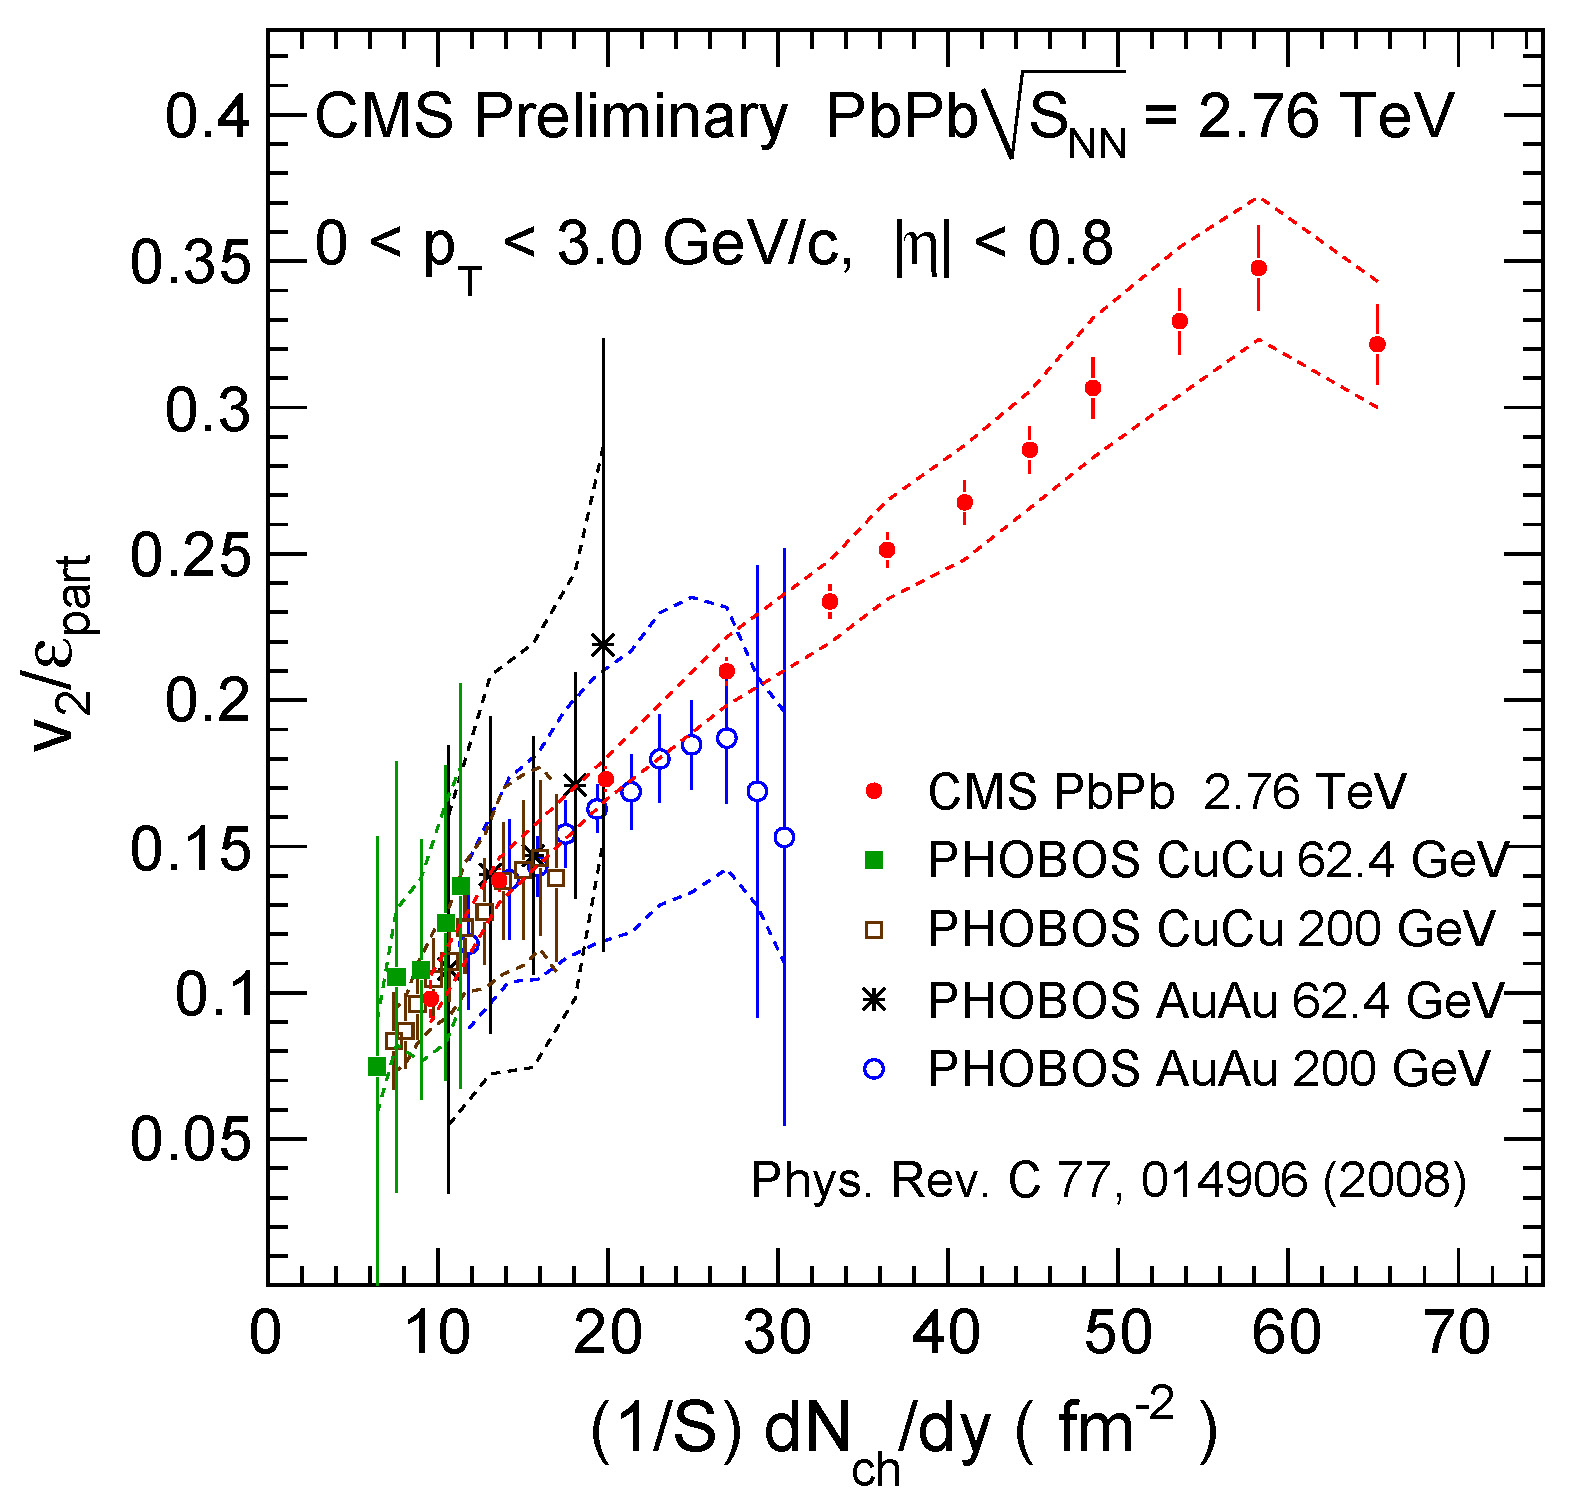 CMS Preliminary PbPb√S_NN = 2.76 TeV
0 < p_T < 3.0 GeV/c, |η| < 0.8
0.4
0.35
0.3
0.25
0.2
0.15
0.1
0.05
v_2/ε_part
CMS PbPb 2.76 TeV
PHOBOS CuCu 62.4 GeV
PHOBOS CuCu 200 GeV
PHOBOS AuAu 62.4 GeV
PHOBOS AuAu 200 GeV
Phys. Rev. C 77, 014906 (2008)
0 10 20 30 40 50 60 70
(1/S) dN_ch/dy ( fm^-2 )